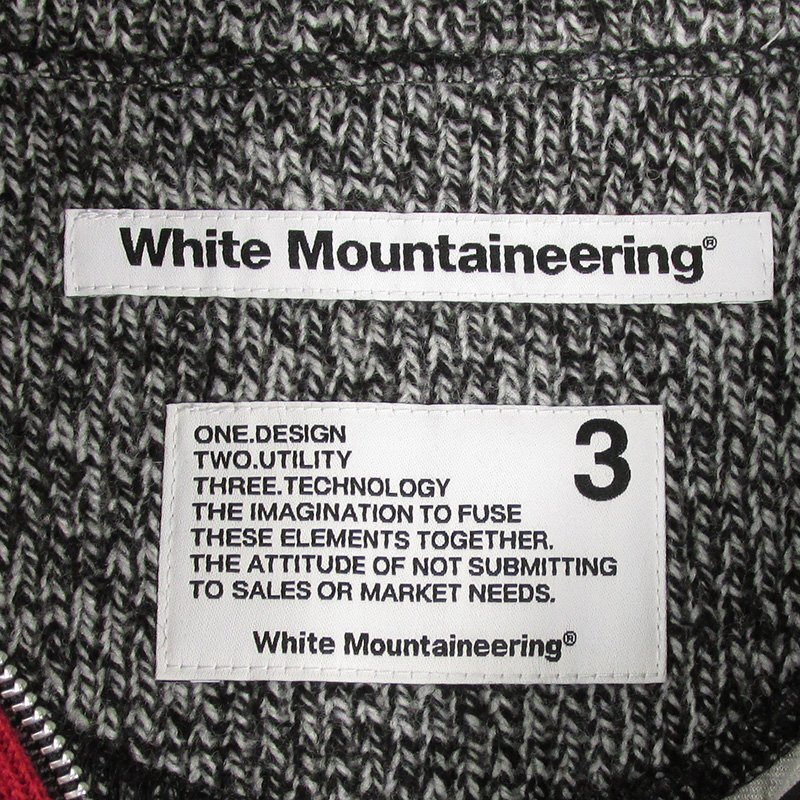 White Mountaineering®
ONE.DESIGN
TWO.UTILITY
THREE.TECHNOLOGY
THE IMAGINATION TO FUSE
THESE ELEMENTS TOGETHER.
THE ATTITUDE OF NOT SUBMITTING
TO SALES OR MARKET NEEDS.
3
White Mountaineering®